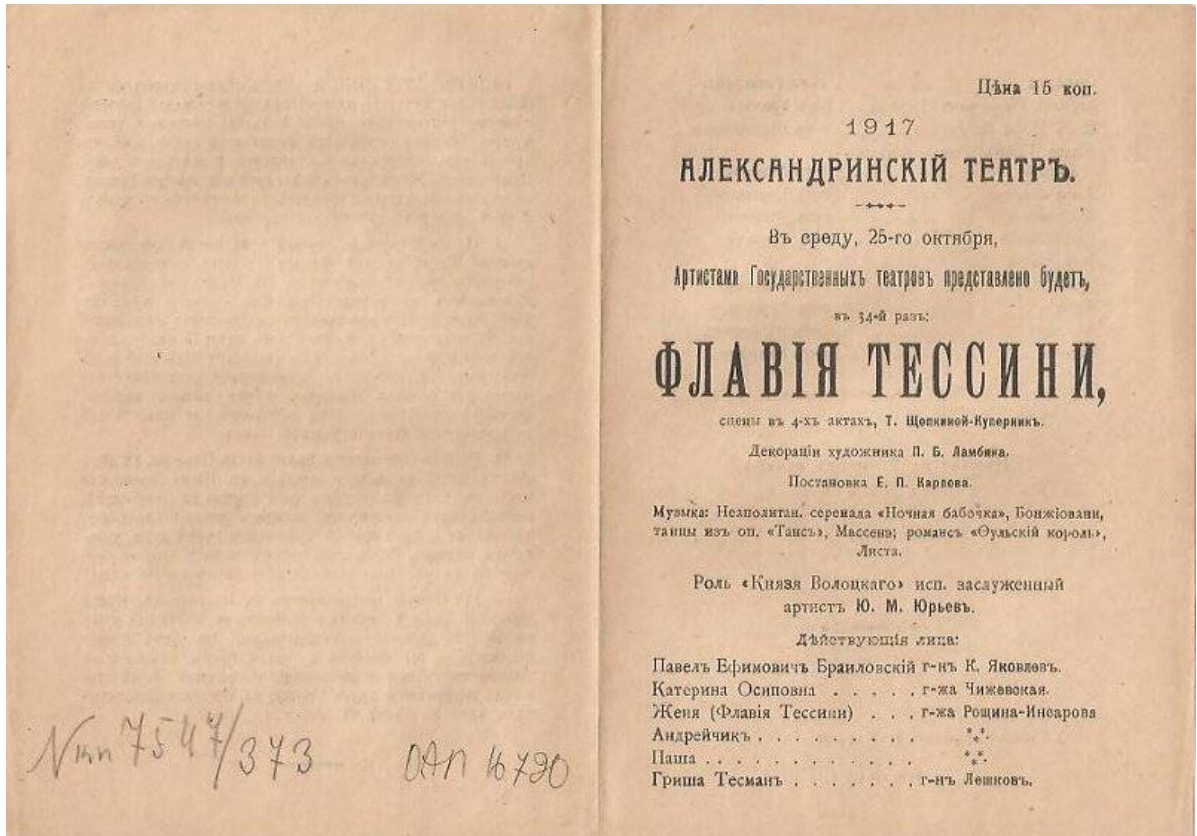 Nкп 7547/373 ОАП 16790
Цѣна 15 коп.
1917
АЛЕКСАНДРИНСКІЙ ТЕАТРЪ.
Въ среду, 25-го октября,
Артистами Государственныхъ театровъ представлено будетъ,
въ 34-й разъ:
ФЛАВІЯ ТЕССИНИ,
сцены въ 4-хъ актахъ, Т. Щепкиной-Куперникъ.
Декораціи художника П. Б. Ламбина.
Постановка Е. П. Карпова.
Музыка: Неаполитан. серенада «Ночная бабочка», Бонжіовани,
танцы изъ оп. «Таисъ», Массенэ; романсъ «Ѳульскій король»,
Листа.
Роль «Князя Волоцкаго» исп. заслуженный
артистъ Ю. М. Юрьевъ.
Дѣйствующія лица:
Павелъ Ефимовичъ Браиловскій г-нъ К. Яковлевъ.
Катерина Осиповна . . . . . г-жа Чижевская.
Женя (Флавія Тессини) . . . г-жа Рощина-Инсарова
Андрейчикъ . . . . . . . . . ***
Паша . . . . . . . . . . . . . ***
Гриша Тесманъ . . . . . . . г-нъ Лешковъ.